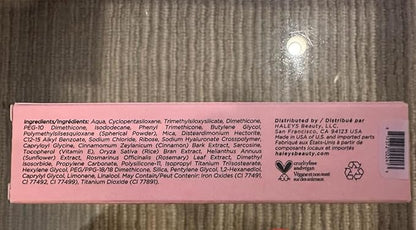 Ingredients/Ingrédients: Aqua, Cyclopentasiloxane, Trimethylsiloxysilicate, Dimethicone,
PEG-10 Dimethicone, Isododecane, Phenyl Trimethicone, Butylene Glycol,
Polymethylsilsesquioxane (Spherical Powder), Mica, Disteardimonium Hectorite,
C12-15 Alkyl Benzoate, Sodium Chloride, Ribose, Sodium Hyaluronate Crosspolymer,
Caprylyl Glycol, Cinnamomum Zeylanicum (Cinnamon) Bark Extract, Sarcosine,
Tocopherol (Vitamin E), Oryza Sativa (Rice) Bran Extract, Helianthus Annuus
(Sunflower) Extract, Rosmarinus Officinalis (Rosemary) Leaf Extract, Dimethyl
Isosorbide, Propylene Carbonate, Polysilicone-11, Isopropyl Titanium Triisostearate,
Hexylene Glycol, PEG/PPG-18/18 Dimethicone, Silica, Pentylene Glycol, 1,2-Hexanediol,
Capryl Glycol, Limonene, Linalool. May Contain/Peut Contenir: Iron Oxides (CI 77491,
CI 77492, CI 77499), Titanium Dioxide (CI 77891).
Distributed by / Distribué par
HALEYS Beauty, LLC.
San Francisco, CA 94123 USA
Made in USA of U.S. and imported parts
Fabriqué aux États-Unis à partir de
composants locaux et importés
haleysbeauty.com
crueltyfree
and vegan